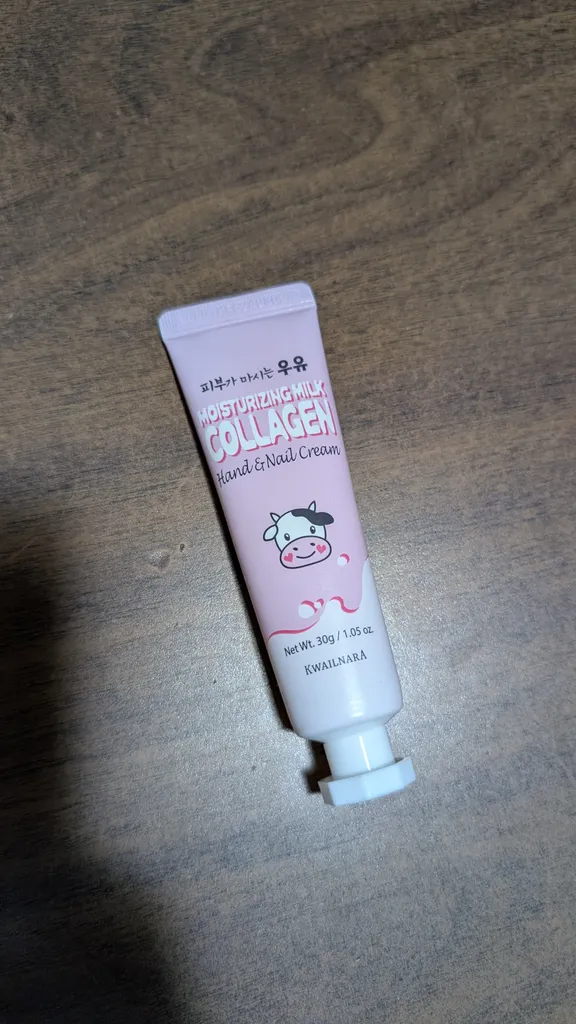 피부가 마시는 우유
MOISTURIZING MILK
COLLAGEN
Hand & Nail Cream
Net Wt. 30g / 1.05 oz
KWAILNARA